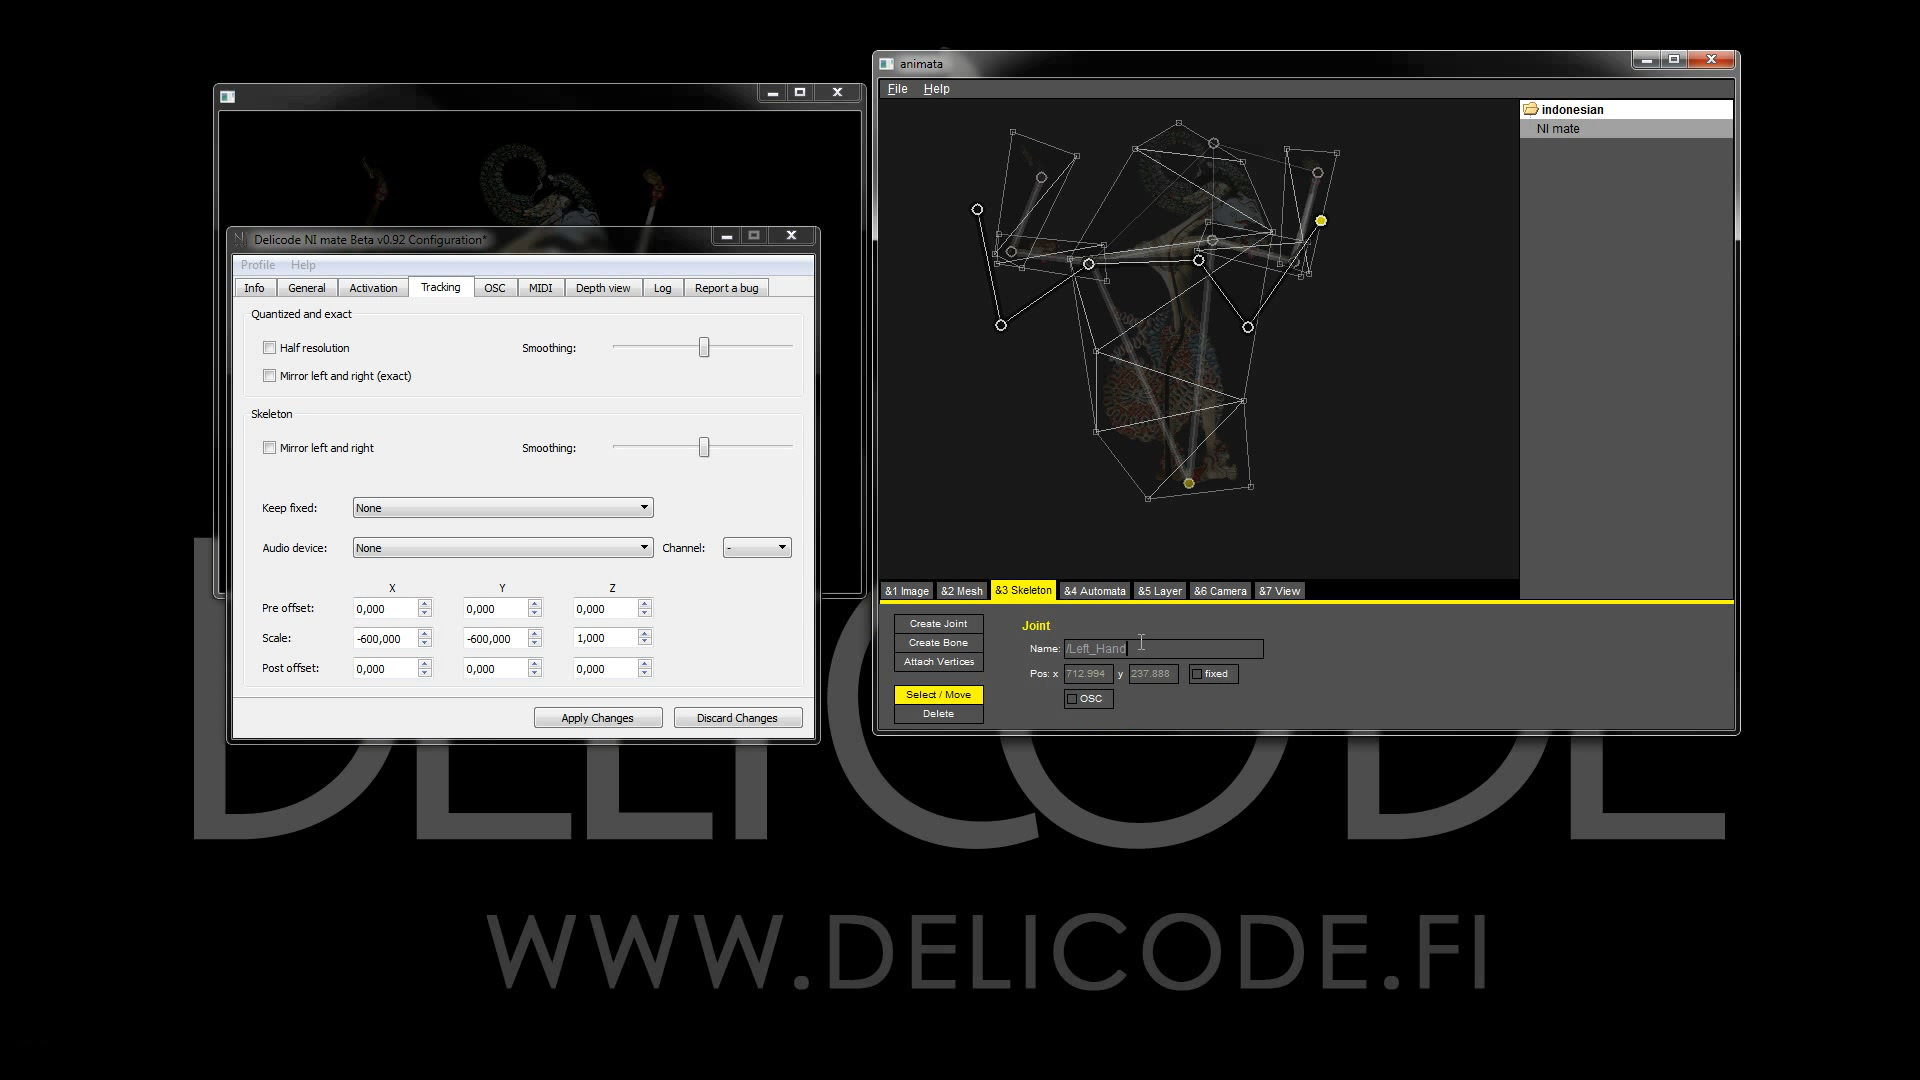 Delicode NI mate Beta v0.92 Configuration*
Profile Help
Info General Activation Tracking OSC MIDI Depth view Log Report a bug
Quantized and exact
Half resolution Smoothing:
Mirror left and right (exact)
Skeleton
Mirror left and right Smoothing:
Keep fixed: None
Audio device: None Channel: -
X Y Z
Pre offset: 0,000 0,000 0,000
Scale: -600,000 -600,000 1,000
Post offset: 0,000 0,000 0,000
Apply Changes Discard Changes
animata
File Help
indonesian
NI mate
&1 Image &2 Mesh &3 Skeleton &4 Automata &5 Layer &6 Camera &7 View
Create Joint
Create Bone
Attach Vertices
Select / Move
Delete
Joint
Name: /Left_Hand
Pos: x 712.994 y 237.888 fixed
OSC
DELICODE
WWW.DELICODE.FI